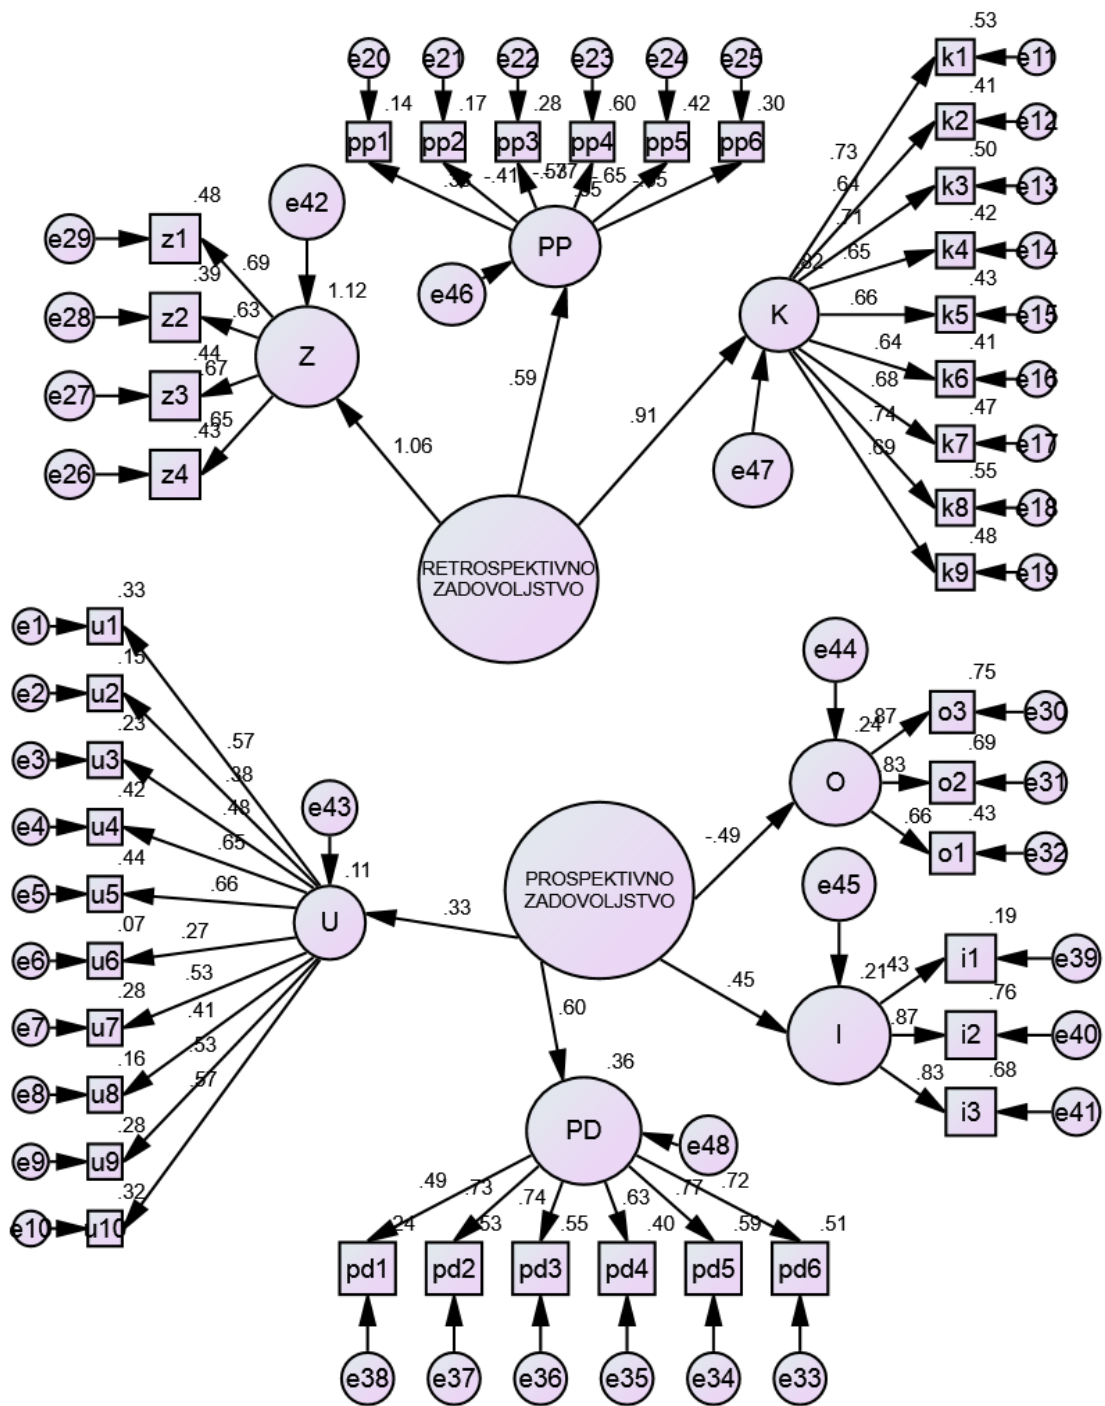 .53
k1
e11
.41
k2
e12
.50
k3
e13
.42
k4
e14
.43
k5
e15
.41
k6
e16
.47
k7
e17
.55
k8
e18
.48
k9
e19
.73
.64
.71
.65
.66
.64
.68
.74
.69
.82
K
e47
.91
e20
e21
e22
e23
e24
e25
.14
.17
.28
.60
.42
.30
pp1
pp2
pp3
pp4
pp5
pp6
-.41
-.65
PP
e46
.59
e42
1.12
Z
1.06
.48
e29
z1
.69
.39
e28
z2
.63
.44
e27
z3
.67
.43
e26
z4
.65
RETROSPEKTIVNO
ZADOVOLJSTVO
.33
e1
u1
.57
.15
e2
u2
.38
.23
e3
u3
.48
.42
e4
u4
.65
.44
e5
u5
.66
.07
e6
u6
.27
.28
e7
u7
.53
.16
e8
u8
.41
.28
e9
u9
.53
.32
e10
u10
.57
e43
.11
U
.33
PROSPEKTIVNO
ZADOVOLJSTVO
-.49
e44
.24
O
.87
.75
o3
e30
.83
.69
o2
e31
.66
.43
o1
e32
.45
e45
.21
I
.43
.19
i1
e39
.87
.76
i2
e40
.83
.68
i3
e41
.60
.36
PD
e48
.49
.73
.74
.63
.77
.72
.24
.53
.55
.40
.59
.51
pd1
pd2
pd3
pd4
pd5
pd6
e38
e37
e36
e35
e34
e33